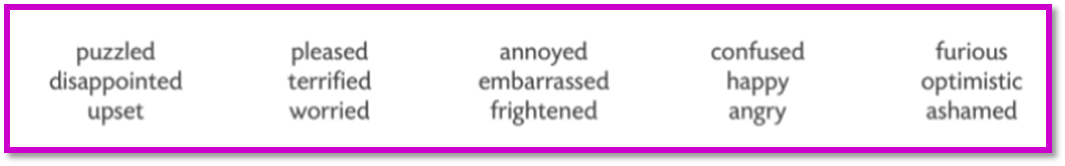 puzzled pleased annoyed confused furious
disappointed terrified embarrassed happy optimistic
upset worried frightened angry ashamed